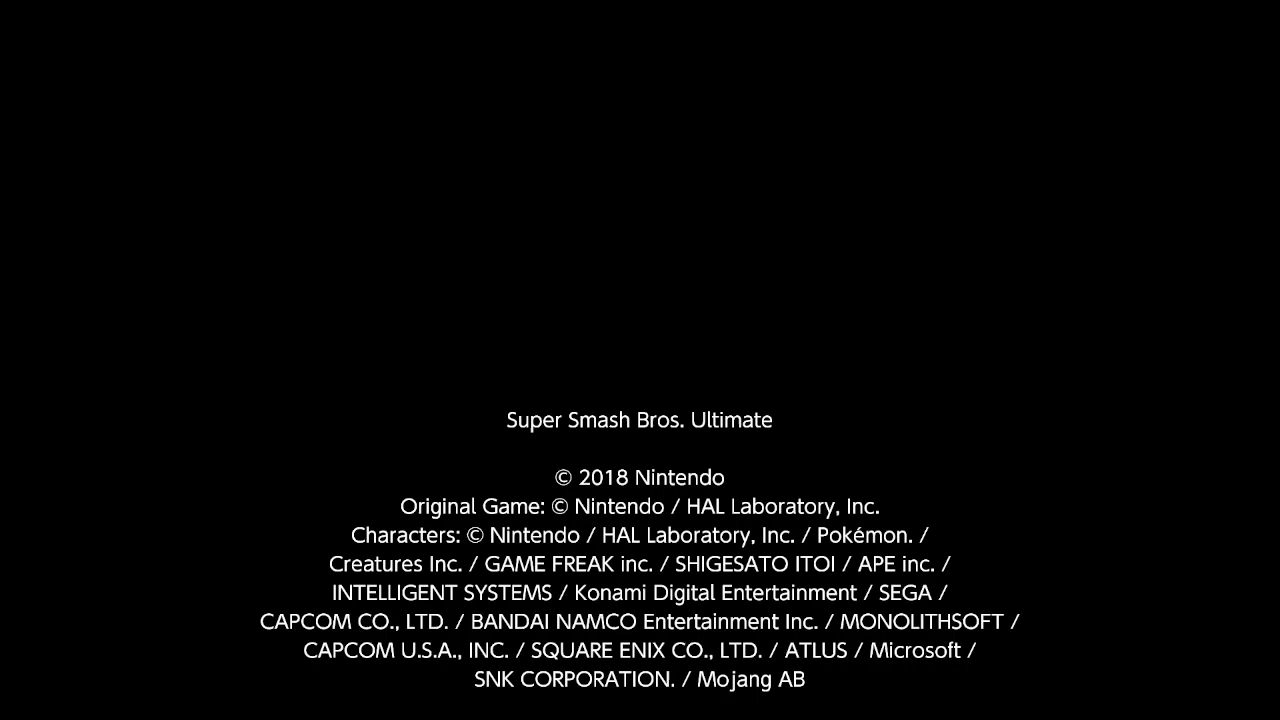 Super Smash Bros. Ultimate
© 2018 Nintendo
Original Game: © Nintendo / HAL Laboratory, Inc.
Characters: © Nintendo / HAL Laboratory, Inc. / Pokémon. /
Creatures Inc. / GAME FREAK inc. / SHIGESATO ITOI / APE inc. /
INTELLIGENT SYSTEMS / Konami Digital Entertainment / SEGA /
CAPCOM CO., LTD. / BANDAI NAMCO Entertainment Inc. / MONOLITHSOFT /
CAPCOM U.S.A., INC. / SQUARE ENIX CO., LTD. / ATLUS / Microsoft /
SNK CORPORATION. / Mojang AB